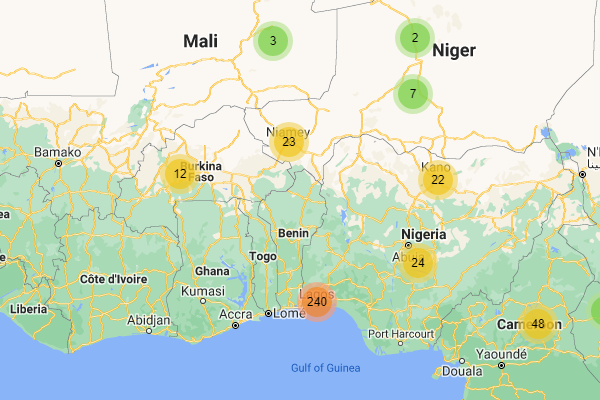 3
Mali
2
Niger
7
Niamey
23
Bamako
Burkina
Faso
12
Kano
22
Benin
Nigeria
Togo
24
Ghana
Côte d'Ivoire
Kumasi
240
Liberia
Abidjan
Accra
Lomé
Port Harcourt
48
Yaoundé
Gulf of Guinea
Douala